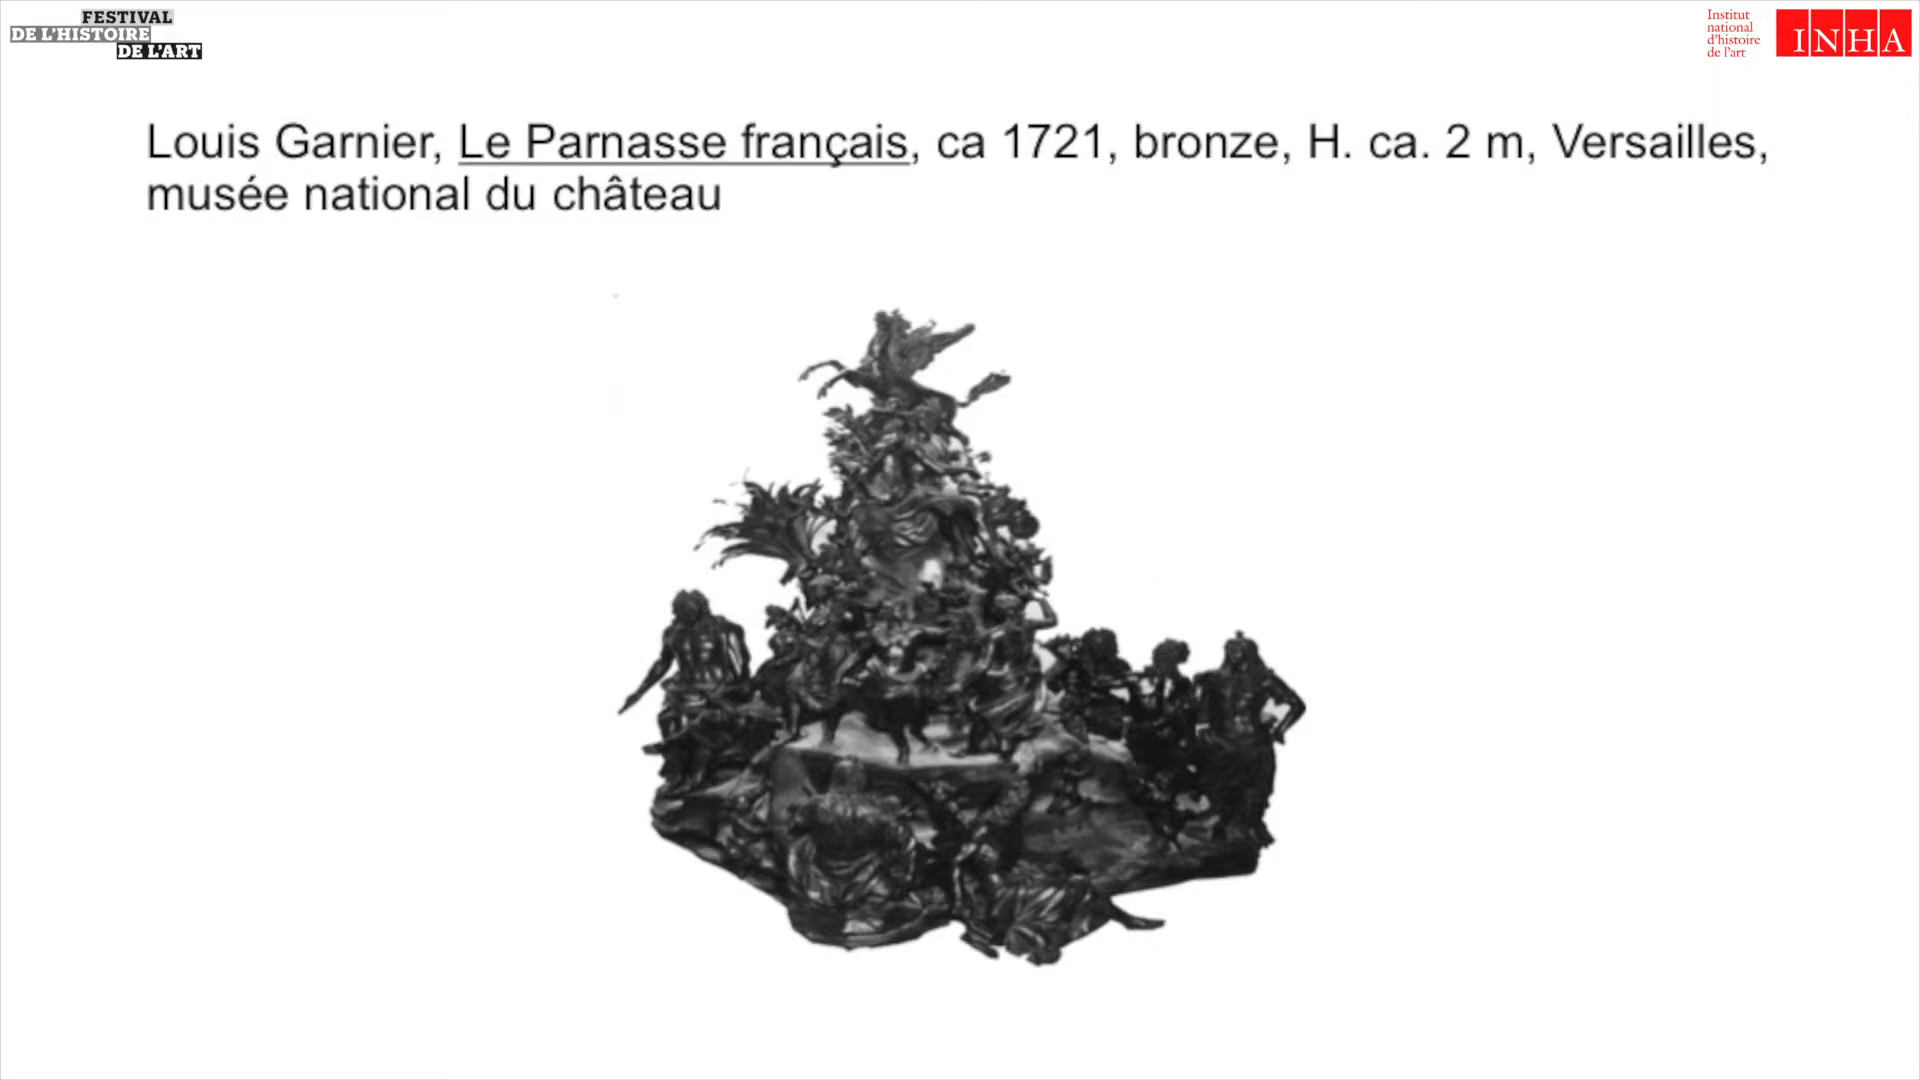 FESTIVAL
DE L'HISTOIRE
DE L'ART
Institut
national
d'histoire
de l'art
INHA
Louis Garnier, Le Parnasse français, ca 1721, bronze, H. ca. 2 m, Versailles,
musée national du château